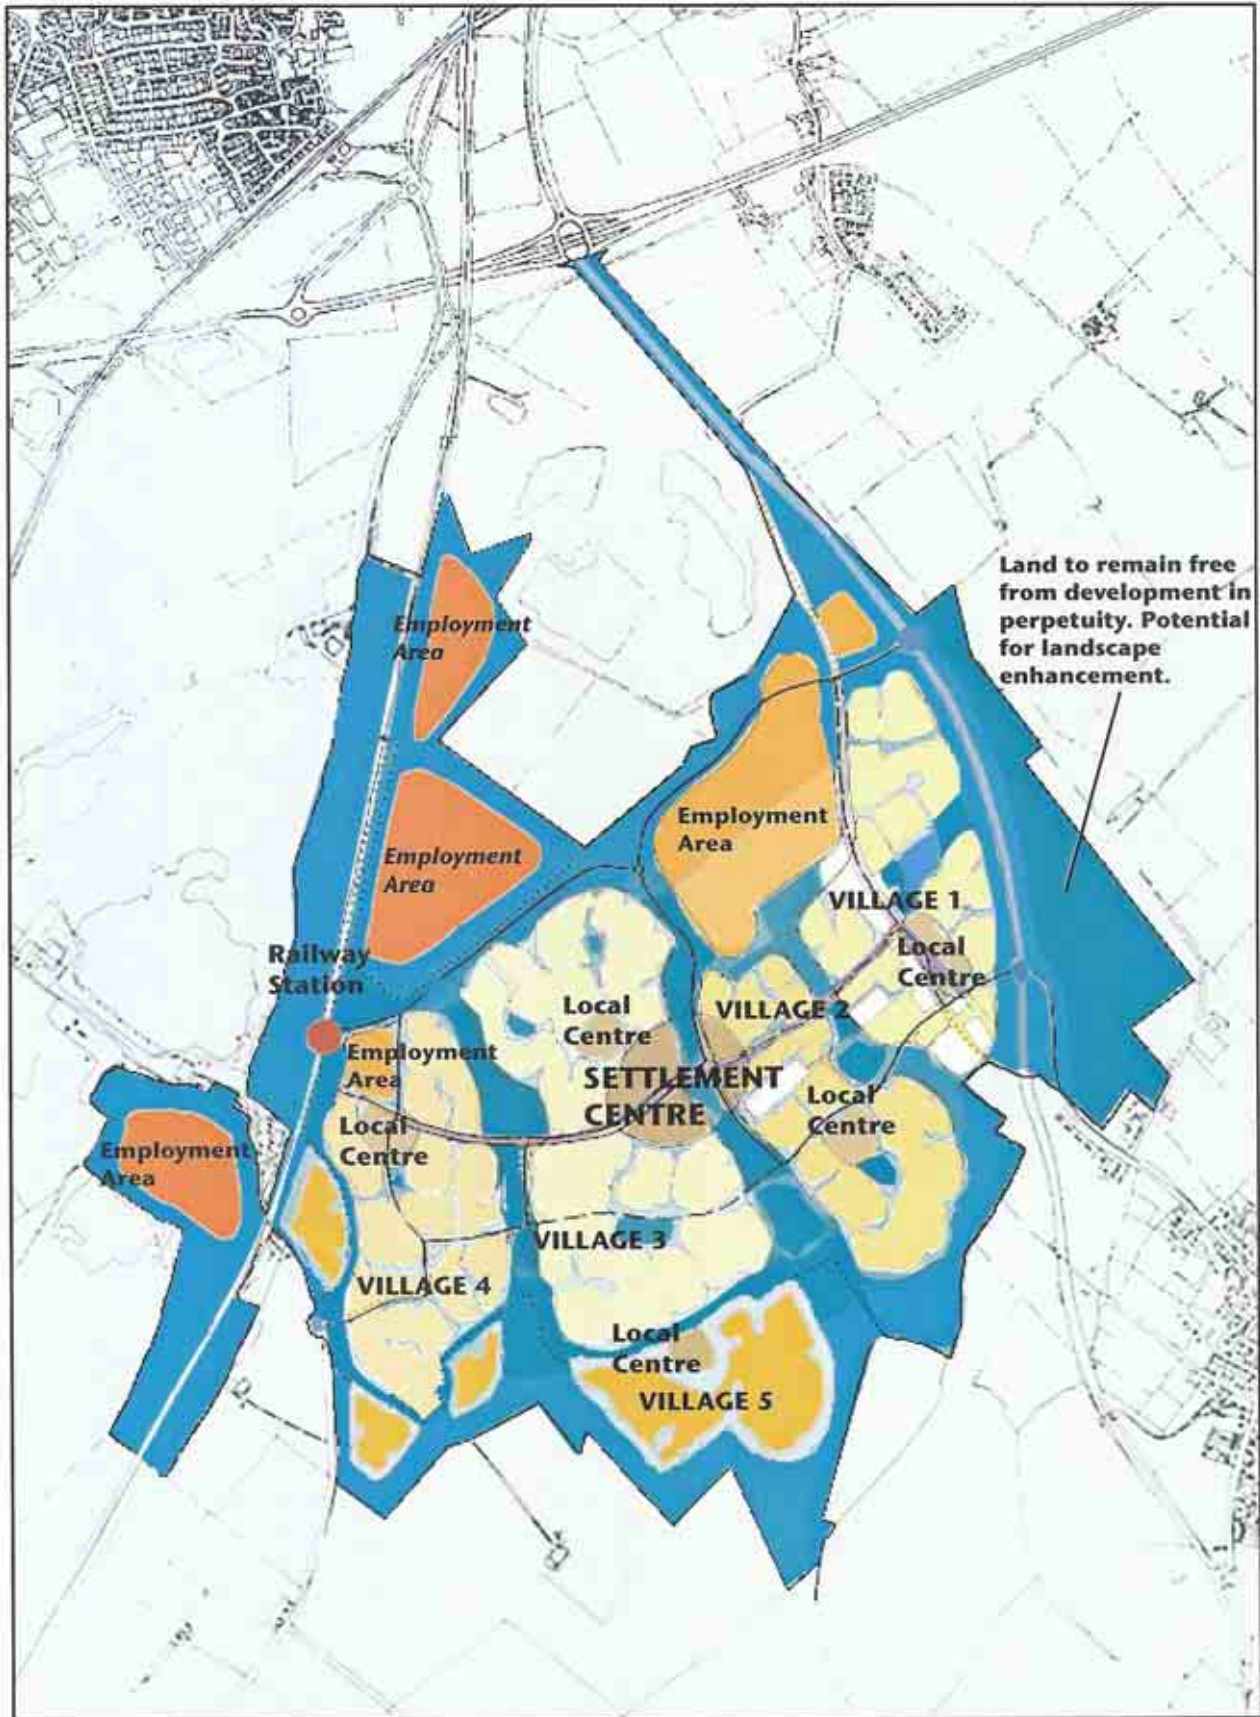 Land to remain free
from development in
perpetuity. Potential
for landscape
enhancement.
Employment
Area
Employment
Area
Employment
Area
VILLAGE 1
Local
Centre
Railway
Station
Local
Centre
VILLAGE 2
Employment
Area
SETTLEMENT
CENTRE
Local
Centre
Local
Centre
Employment
Area
VILLAGE 3
VILLAGE 4
Local
Centre
VILLAGE 5